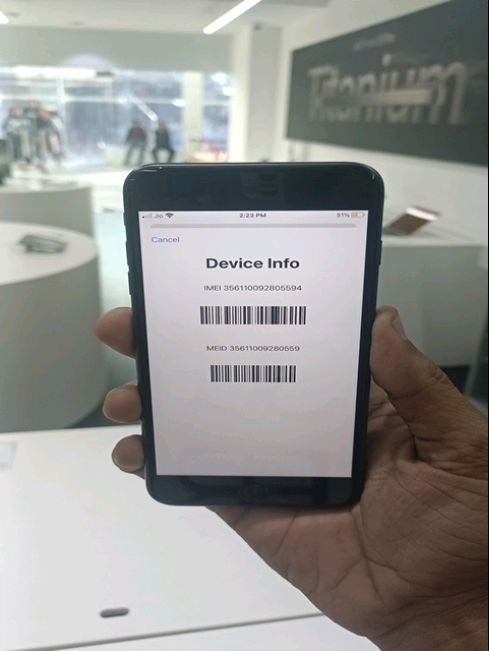 Titanium
Jio 2:23 PM 51%
Cancel
Device Info
IMEI 356110092805594
MEID 35611009280559